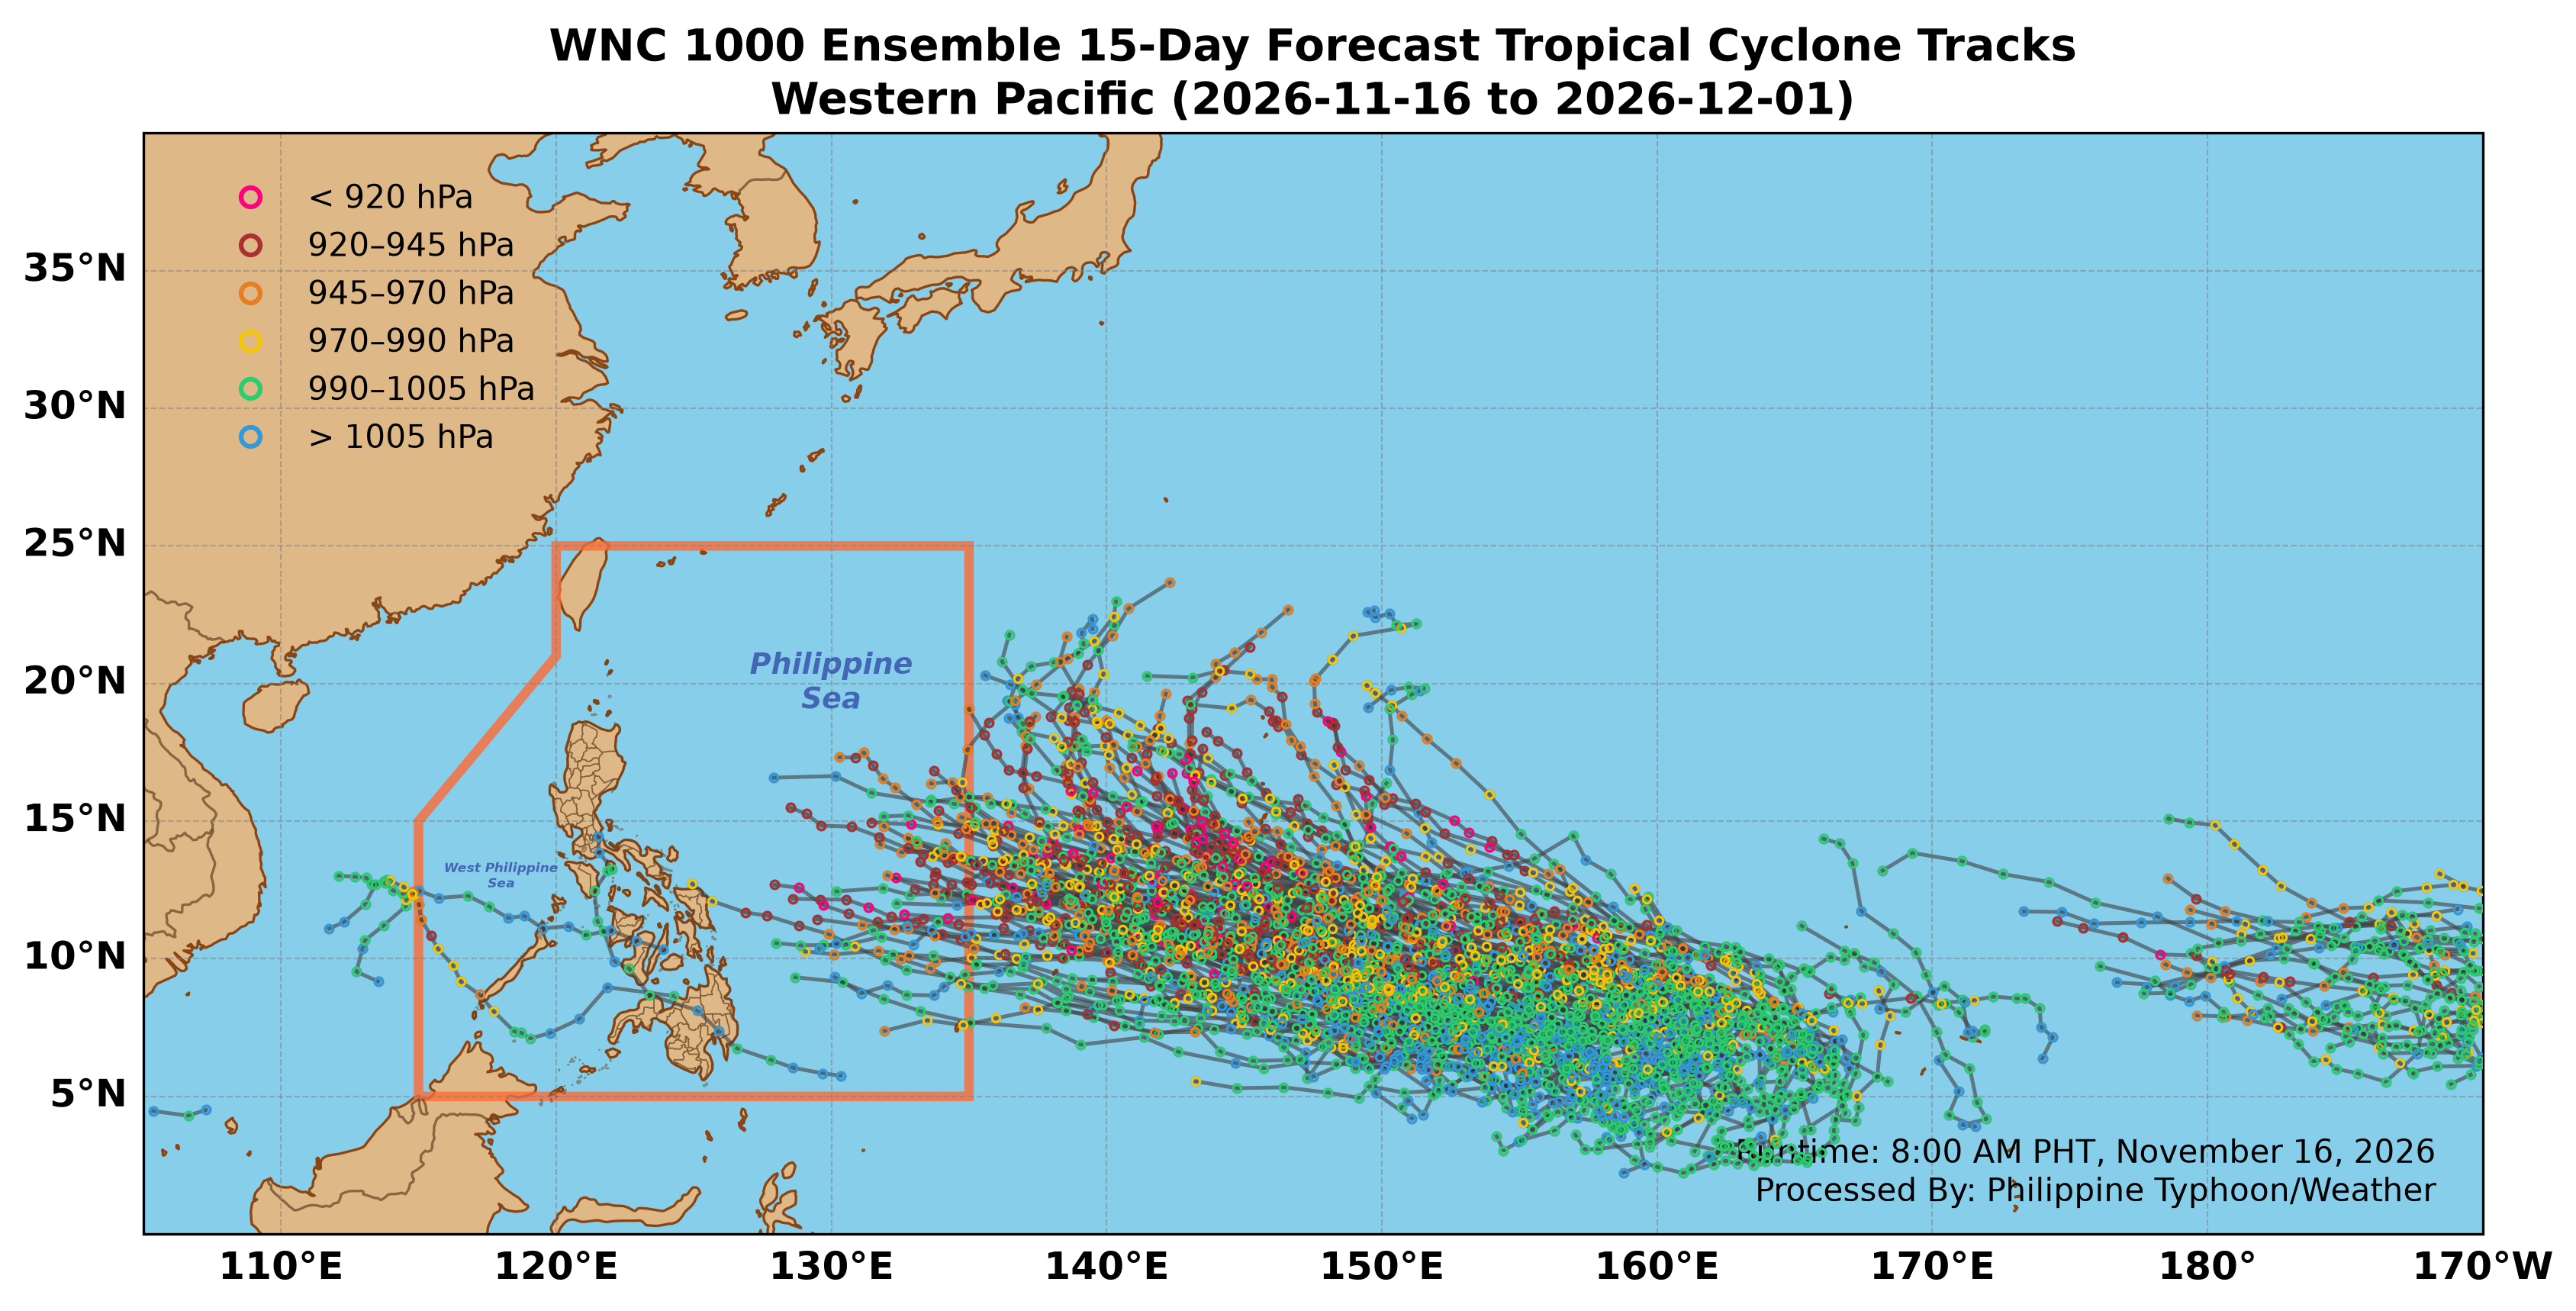 WNC 1000 Ensemble 15-Day Forecast Tropical Cyclone Tracks
Western Pacific (2026-11-16 to 2026-12-01)
< 920 hPa
920–945 hPa
945–970 hPa
970–990 hPa
990–1005 hPa
> 1005 hPa
35°N
30°N
25°N
20°N
15°N
10°N
5°N
Philippine
Sea
West Philippine
Sea
Runtime: 8:00 AM PHT, November 16, 2026
Processed By: Philippine Typhoon/Weather
110°E
120°E
130°E
140°E
150°E
160°E
170°E
180°
170°W